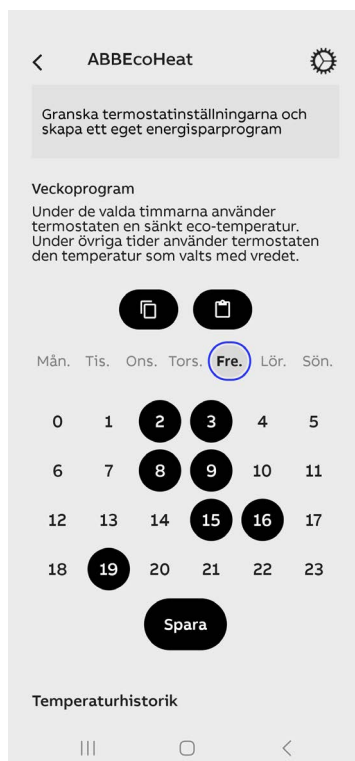 ABBEcoHeat
Granska termostatinställningarna och
skapa ett eget energisparprogram
Veckoprogram
Under de valda timmarna använder
termostaten en sänkt eco-temperatur.
Under övriga tider använder termostaten
den temperatur som valts med vredet.
Mån. Tis. Ons. Tors. Fre. Lör. Sön.
0 1 2 3 4 5
6 7 8 9 10 11
12 13 14 15 16 17
18 19 20 21 22 23
Spara
Temperaturhistorik